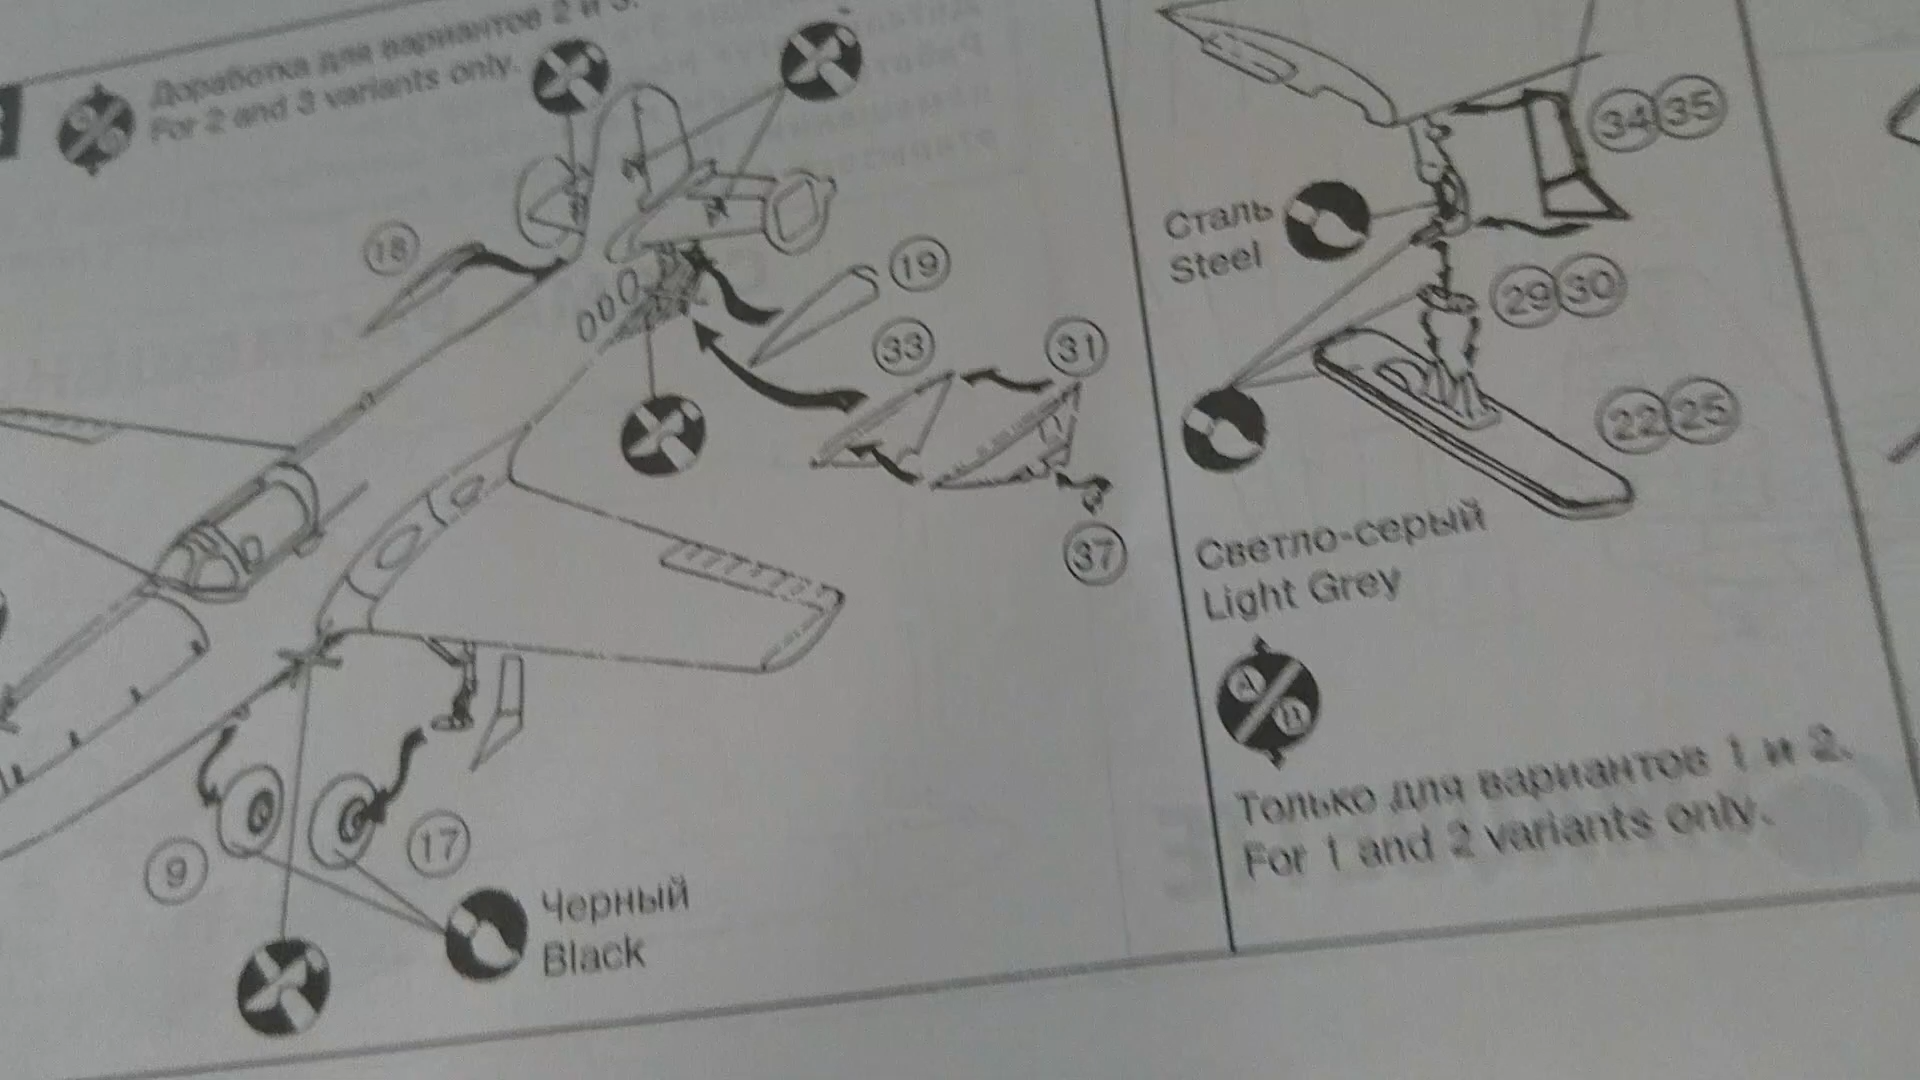 Доработка для вариантов 2 и 3.
For 2 and 3 variants only.
18
19
33
31
37
9
17
Черный
Black
34 35
Сталь
Steel
29 30
22 25
Светло-серый
Light Grey
A
B
Только для вариантов 1 и 2.
For 1 and 2 variants only.